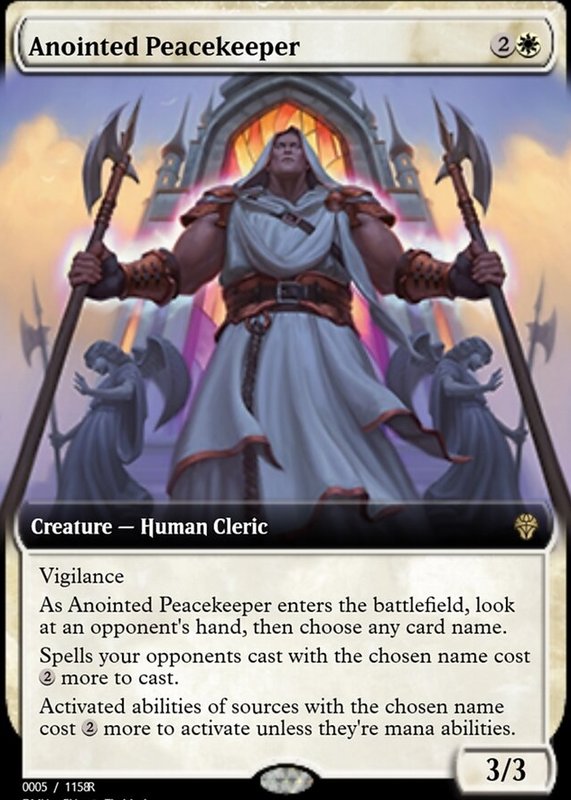 Anointed Peacekeeper 2
Creature — Human Cleric
Vigilance
As Anointed Peacekeeper enters the battlefield, look
at an opponent's hand, then choose any card name.
Spells your opponents cast with the chosen name cost
2 more to cast.
Activated abilities of sources with the chosen name
cost 2 more to activate unless they're mana abilities.
3/3
0005 / 1158R